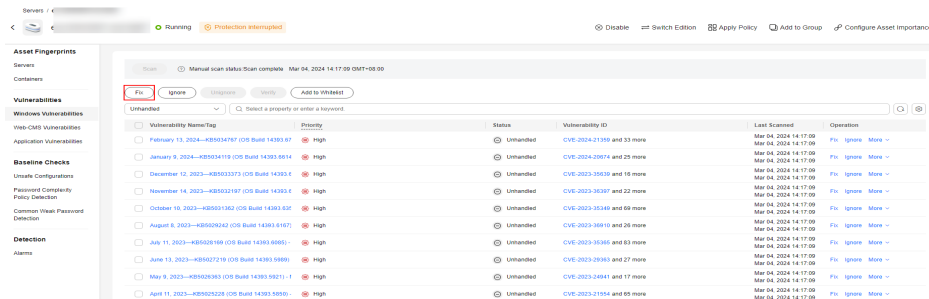 Servers /
Running
Protection interrupted
Disable
Switch Edition
Apply Policy
Add to Group
Configure Asset Importance
Asset Fingerprints
Servers
Containers
Vulnerabilities
Windows Vulnerabilities
Web-CMS Vulnerabilities
Application Vulnerabilities
Baseline Checks
Unsafe Configurations
Password Complexity
Policy Detection
Common Weak Password
Detection
Detection
Alarms
Scan
Manual scan status:Scan complete Mar 04, 2024 14:17:09 GMT+08:00
Fix Ignore Unignore Verify Add to Whitelist
Unhandled
Select a property or enter a keyword.
Vulnerability Name/Tag Priority Status Vulnerability ID Last Scanned Operation
February 13, 2024—KB5034767 (OS Build 14393.67 High Unhandled CVE-2024-21359 and 33 more Mar 04, 2024 14:17:09 Fix Ignore More
Mar 04, 2024 14:17:09
January 9, 2024—KB5034119 (OS Build 14393.6614 High Unhandled CVE-2024-20674 and 25 more Mar 04, 2024 14:17:09 Fix Ignore More
Mar 04, 2024 14:17:09
December 12, 2023—KB5033373 (OS Build 14393.6 High Unhandled CVE-2023-35639 and 16 more Mar 04, 2024 14:17:09 Fix Ignore More
Mar 04, 2024 14:17:09
November 14, 2023—KB5032197 (OS Build 14393.6 High Unhandled CVE-2023-36397 and 22 more Mar 04, 2024 14:17:09 Fix Ignore More
Mar 04, 2024 14:17:09
October 10, 2023—KB5031362 (OS Build 14393.635 High Unhandled CVE-2023-35349 and 69 more Mar 04, 2024 14:17:09 Fix Ignore More
Mar 04, 2024 14:17:09
August 8, 2023—KB5029242 (OS Build 14393.6167) High Unhandled CVE-2023-36910 and 26 more Mar 04, 2024 14:17:09 Fix Ignore More
Mar 04, 2024 14:17:09
July 11, 2023—KB5028169 (OS Build 14393.6085) - High Unhandled CVE-2023-35365 and 83 more Mar 04, 2024 14:17:09 Fix Ignore More
Mar 04, 2024 14:17:09
June 13, 2023—KB5027219 (OS Build 14393.5989) High Unhandled CVE-2023-29363 and 27 more Mar 04, 2024 14:17:09 Fix Ignore More
Mar 04, 2024 14:17:09
May 9, 2023—KB5026363 (OS Build 14393.5921) - High Unhandled CVE-2023-24941 and 17 more Mar 04, 2024 14:17:09 Fix Ignore More
Mar 04, 2024 14:17:09
April 11, 2023—KB5025228 (OS Build 14393.5850) - High Unhandled CVE-2023-21554 and 65 more Mar 04, 2024 14:17:09 Fix Ignore More
Mar 04, 2024 14:17:09